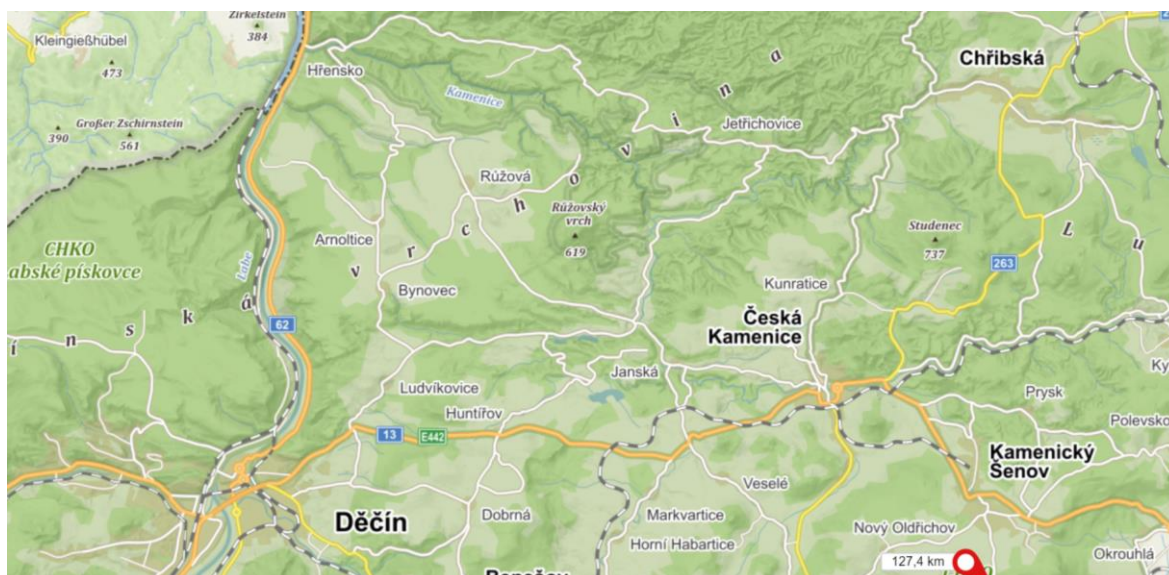 Zirkelstein
384
Kleingießhübel
473
Hřensko
Chřibská
Kamenice
Großer Zschirnstein
390
561
Jetřichovice
Růžová
Růžovský
vrch
619
Studenec
737
Arnoltice
CHKO
abské pískovce
Labe
v r c h o v i n a
263
L u
Bynovec
Kunratice
í n s k á
62
Česká
Kamenice
Janská
Ludvíkovice
Huntířov
Ky
Prysk
Polevsko
13
E442
Kamenický
Šenov
Veselé
Děčín
Dobrná
Markvartice
Nový Oldřichov
Horní Habartice
Okrouhlá
127,4 km